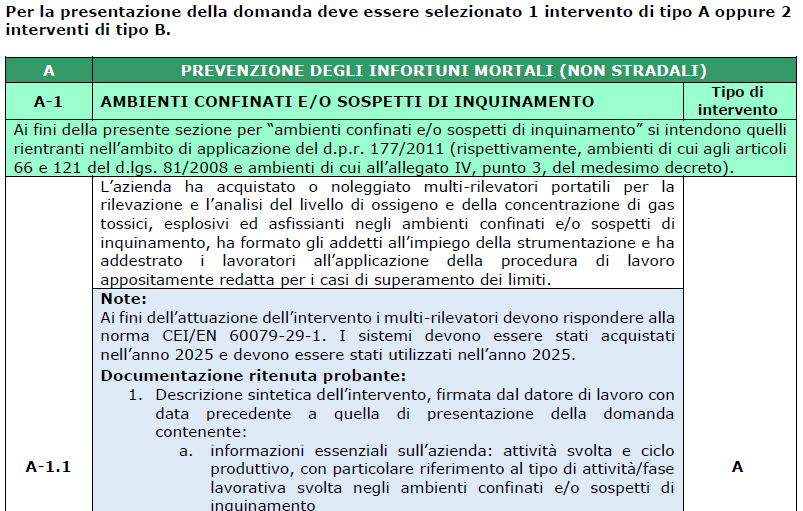 Per la presentazione della domanda deve essere selezionato 1 intervento di tipo A oppure 2
interventi di tipo B.
A PREVENZIONE DEGLI INFORTUNI MORTALI (NON STRADALI)
A-1 AMBIENTI CONFINATI E/O SOSPETTI DI INQUINAMENTO Tipo di
intervento
Ai fini della presente sezione per “ambienti confinati e/o sospetti di inquinamento” si intendono quelli
rientranti nell’ambito di applicazione del d.p.r. 177/2011 (rispettivamente, ambienti di cui agli articoli
66 e 121 del d.lgs. 81/2008 e ambienti di cui all’allegato IV, punto 3, del medesimo decreto).
L’azienda ha acquistato o noleggiato multi-rilevatori portatili per la
rilevazione e l’analisi del livello di ossigeno e della concentrazione di gas
tossici, esplosivi ed asfissianti negli ambienti confinati e/o sospetti di
inquinamento, ha formato gli addetti all’impiego della strumentazione e ha
addestrato i lavoratori all’applicazione della procedura di lavoro
appositamente redatta per i casi di superamento dei limiti.
Note:
Ai fini dell’attuazione dell’intervento i multi-rilevatori devono rispondere alla
norma CEI/EN 60079-29-1. I sistemi devono essere stati acquistati
nell’anno 2025 e devono essere stati utilizzati nell’anno 2025.
Documentazione ritenuta probante:
1. Descrizione sintetica dell’intervento, firmata dal datore di lavoro con
data precedente a quella di presentazione della domanda
contenente:
a. informazioni essenziali sull’azienda: attività svolta e ciclo
produttivo, con particolare riferimento al tipo di attività/fase
A-1.1 lavorativa svolta negli ambienti confinati e/o sospetti di A
inquinamento